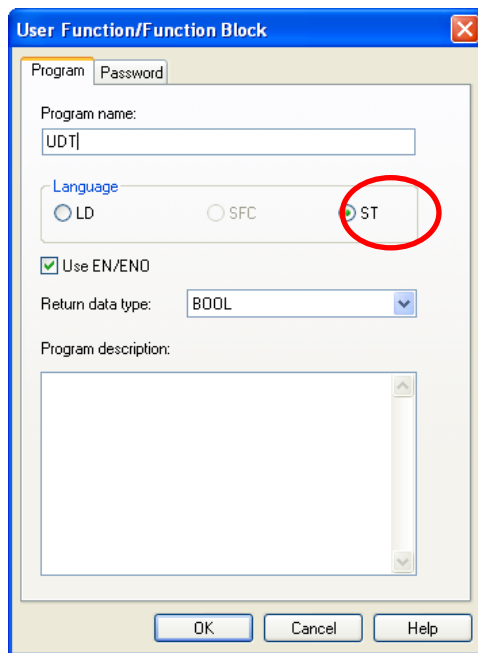 User Function/Function Block
Program Password
Program name:
UDT
Language
LD SFC ST
Use EN/ENO
Return data type: BOOL
Program description:
OK Cancel Help